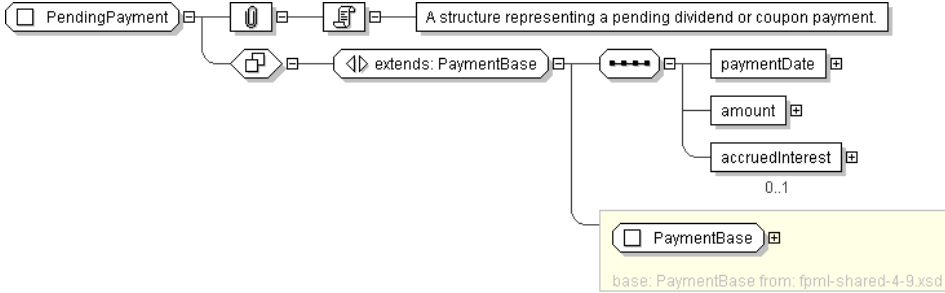 PendingPayment
A structure representing a pending dividend or coupon payment.
extends: PaymentBase
paymentDate
amount
accruedInterest
0..1
PaymentBase
base: PaymentBase from: fpml-shared-4-9.xsd